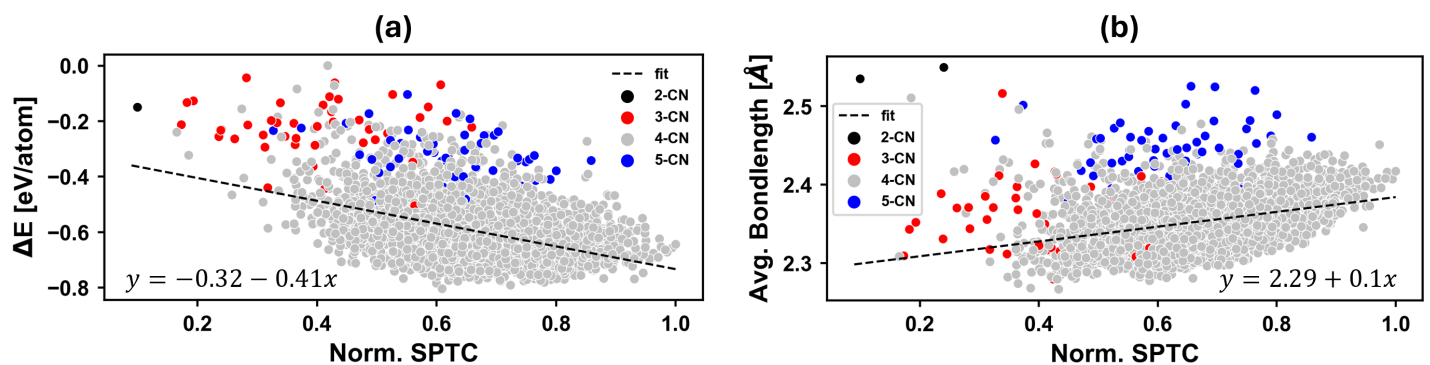 (a)
ΔE [eV/atom]
0.0
−0.2
−0.4
−0.6
−0.8
fit
2-CN
3-CN
4-CN
5-CN
y = −0.32 − 0.41x
0.2 0.4 0.6 0.8 1.0
Norm. SPTC
(b)
Avg. Bondlength [Å]
2.5
2.4
2.3
fit
2-CN
3-CN
4-CN
5-CN
y = 2.29 + 0.1x
0.2 0.4 0.6 0.8 1.0
Norm. SPTC